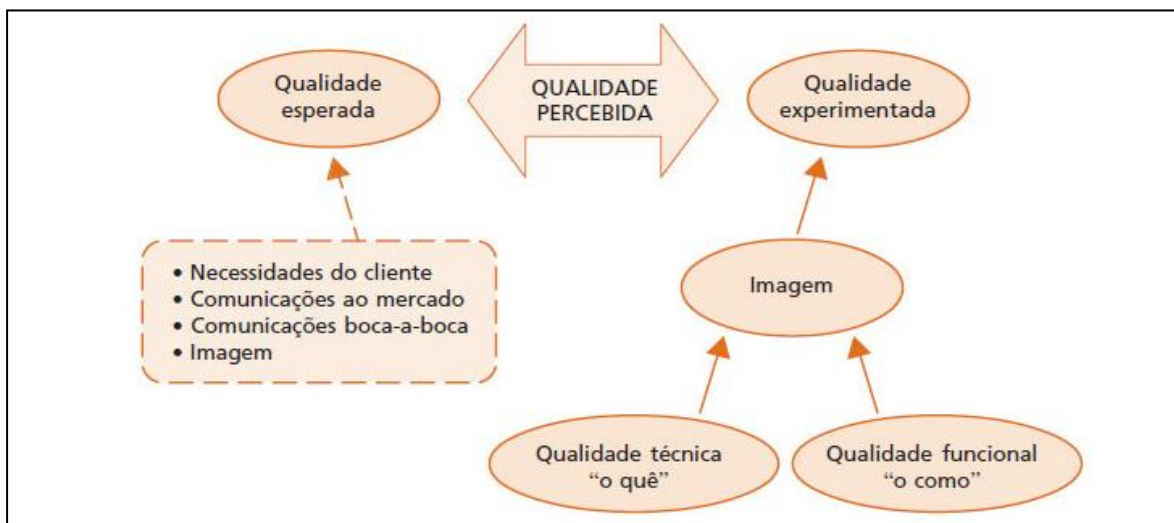 Qualidade
esperada
QUALIDADE
PERCEBIDA
Qualidade
experimentada
• Necessidades do cliente
• Comunicações ao mercado
• Comunicações boca-a-boca
• Imagem
Imagem
Qualidade técnica
“o quê”
Qualidade funcional
“o como”